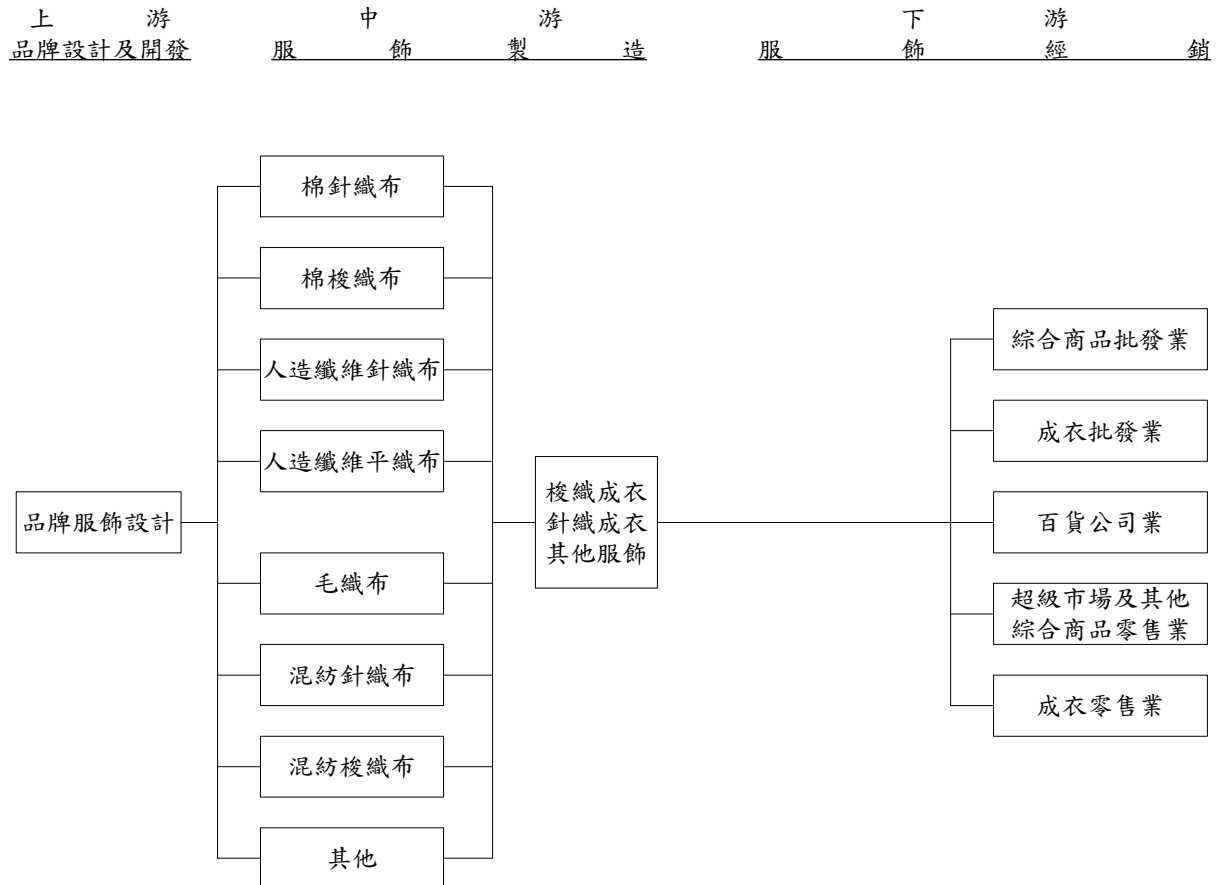 上游
品牌設計及開發
中游
服飾製造
下游
服飾經銷
品牌服飾設計
棉針織布
棉梭織布
人造纖維針織布
人造纖維平織布
毛織布
混紡針織布
混紡梭織布
其他
梭織成衣
針織成衣
其他服飾
綜合商品批發業
成衣批發業
百貨公司業
超級市場及其他
綜合商品零售業
成衣零售業